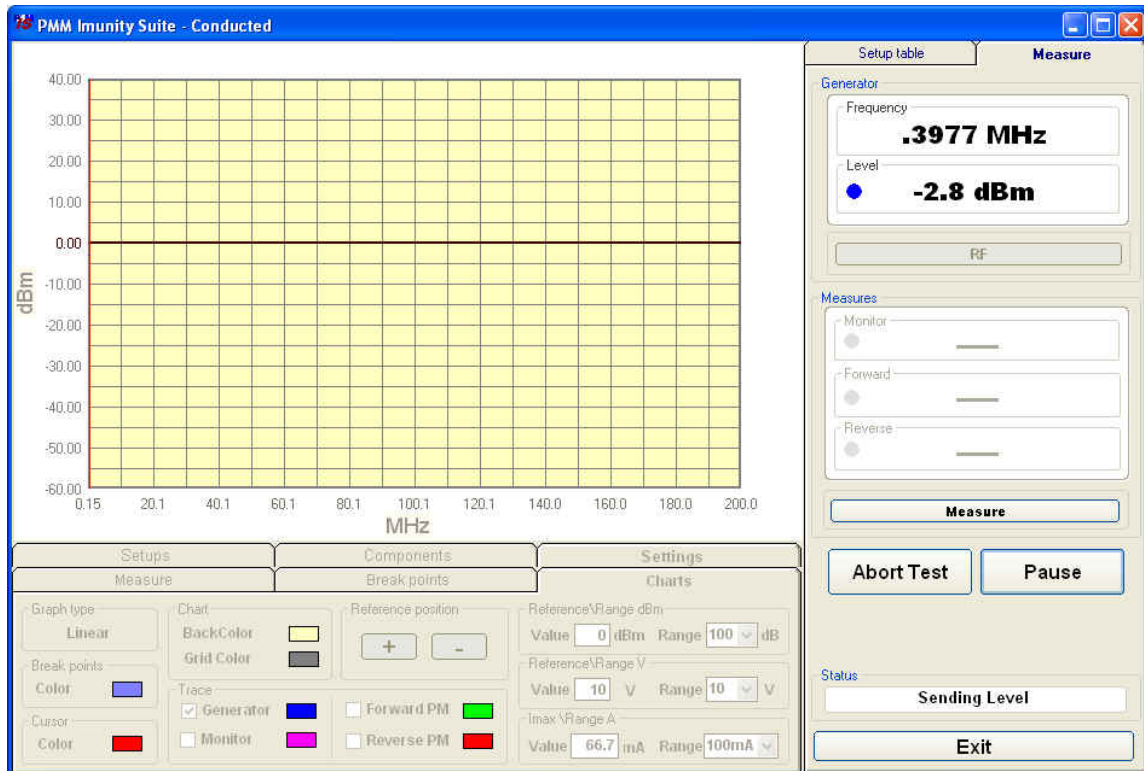 PMM Imunity Suite - Conducted
Setup table
Measure
Generator
Frequency
.3977 MHz
Level
-2.8 dBm
RF
Measures
Monitor
Forward
Reverse
Measure
Abort Test
Pause
Status
Sending Level
Exit
40.00
30.00
20.00
10.00
0.00
-10.00
-20.00
-30.00
-40.00
-50.00
-60.00
dBm
0.15 20.1 40.1 60.1 80.1 100.1 120.1 140.0 160.0 180.0 200.0
MHz
Setups Components Settings
Measure Break points Charts
Graph type
Linear
Break points
Color
Cursor
Color
Chart
BackColor
Grid Color
Trace
Generator
Monitor
Forward PM
Reverse PM
Reference position
+ -
Reference\Range dBm
Value 0 dBm Range 100 dB
Reference\Range V
Value 10 V Range 10 V
Imax \Range A
Value 66.7 mA Range 100mA